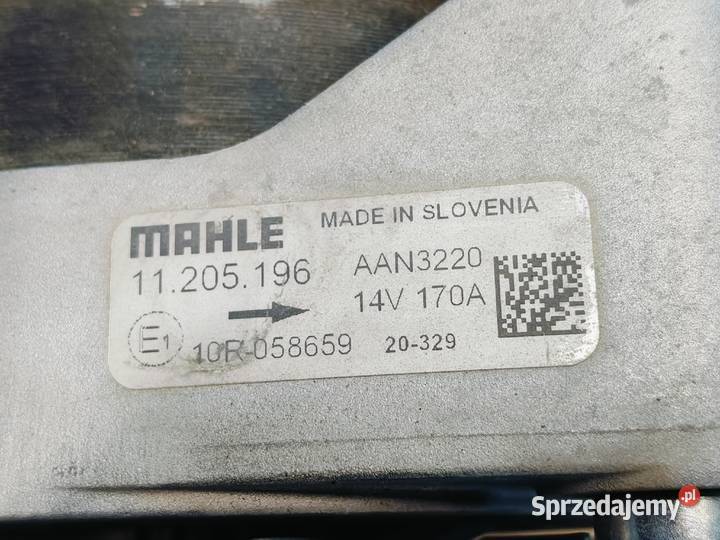 MAHLE MADE IN SLOVENIA
11.205.196 AAN3220
14V 170A
E1 10R-058659 20-329
Sprzedajemy.pl